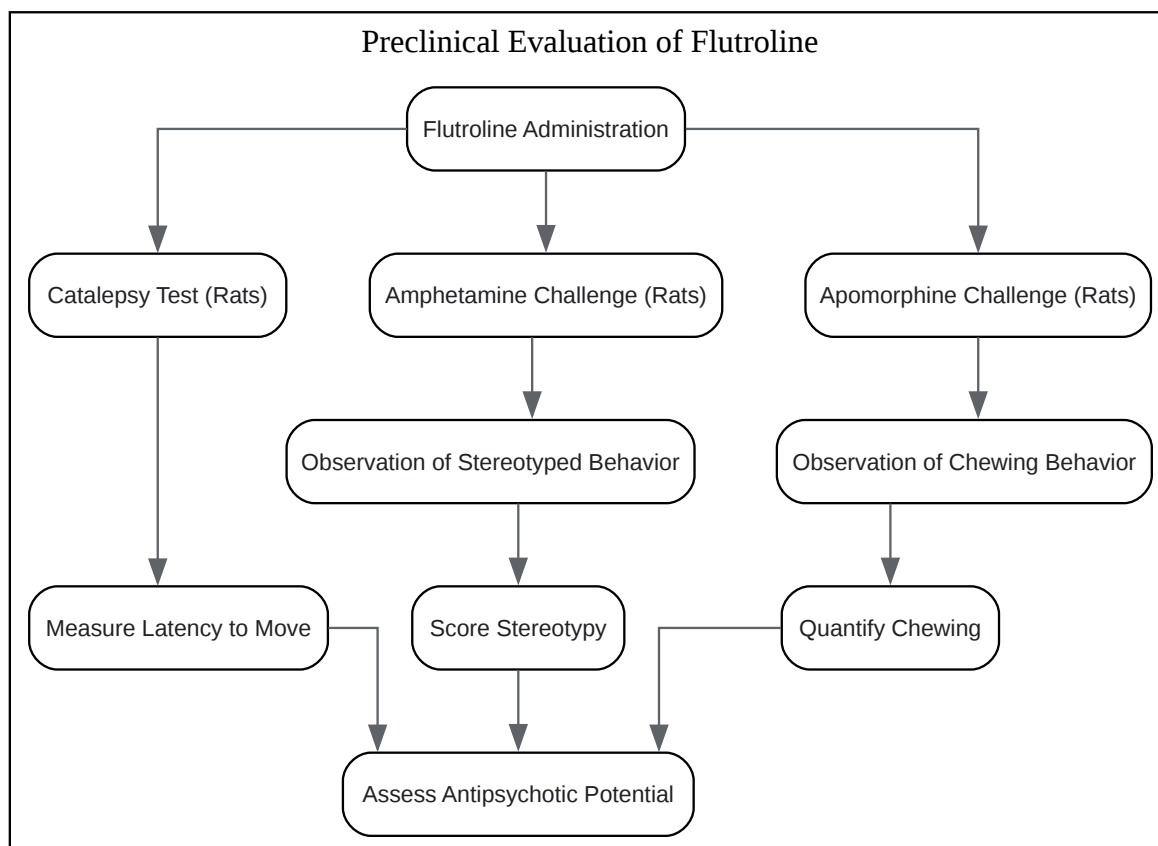 Preclinical Evaluation of Flutroline
Flutroline Administration
Catalepsy Test (Rats)
Amphetamine Challenge (Rats)
Apomorphine Challenge (Rats)
Observation of Stereotyped Behavior
Observation of Chewing Behavior
Measure Latency to Move
Score Stereotypy
Quantify Chewing
Assess Antipsychotic Potential